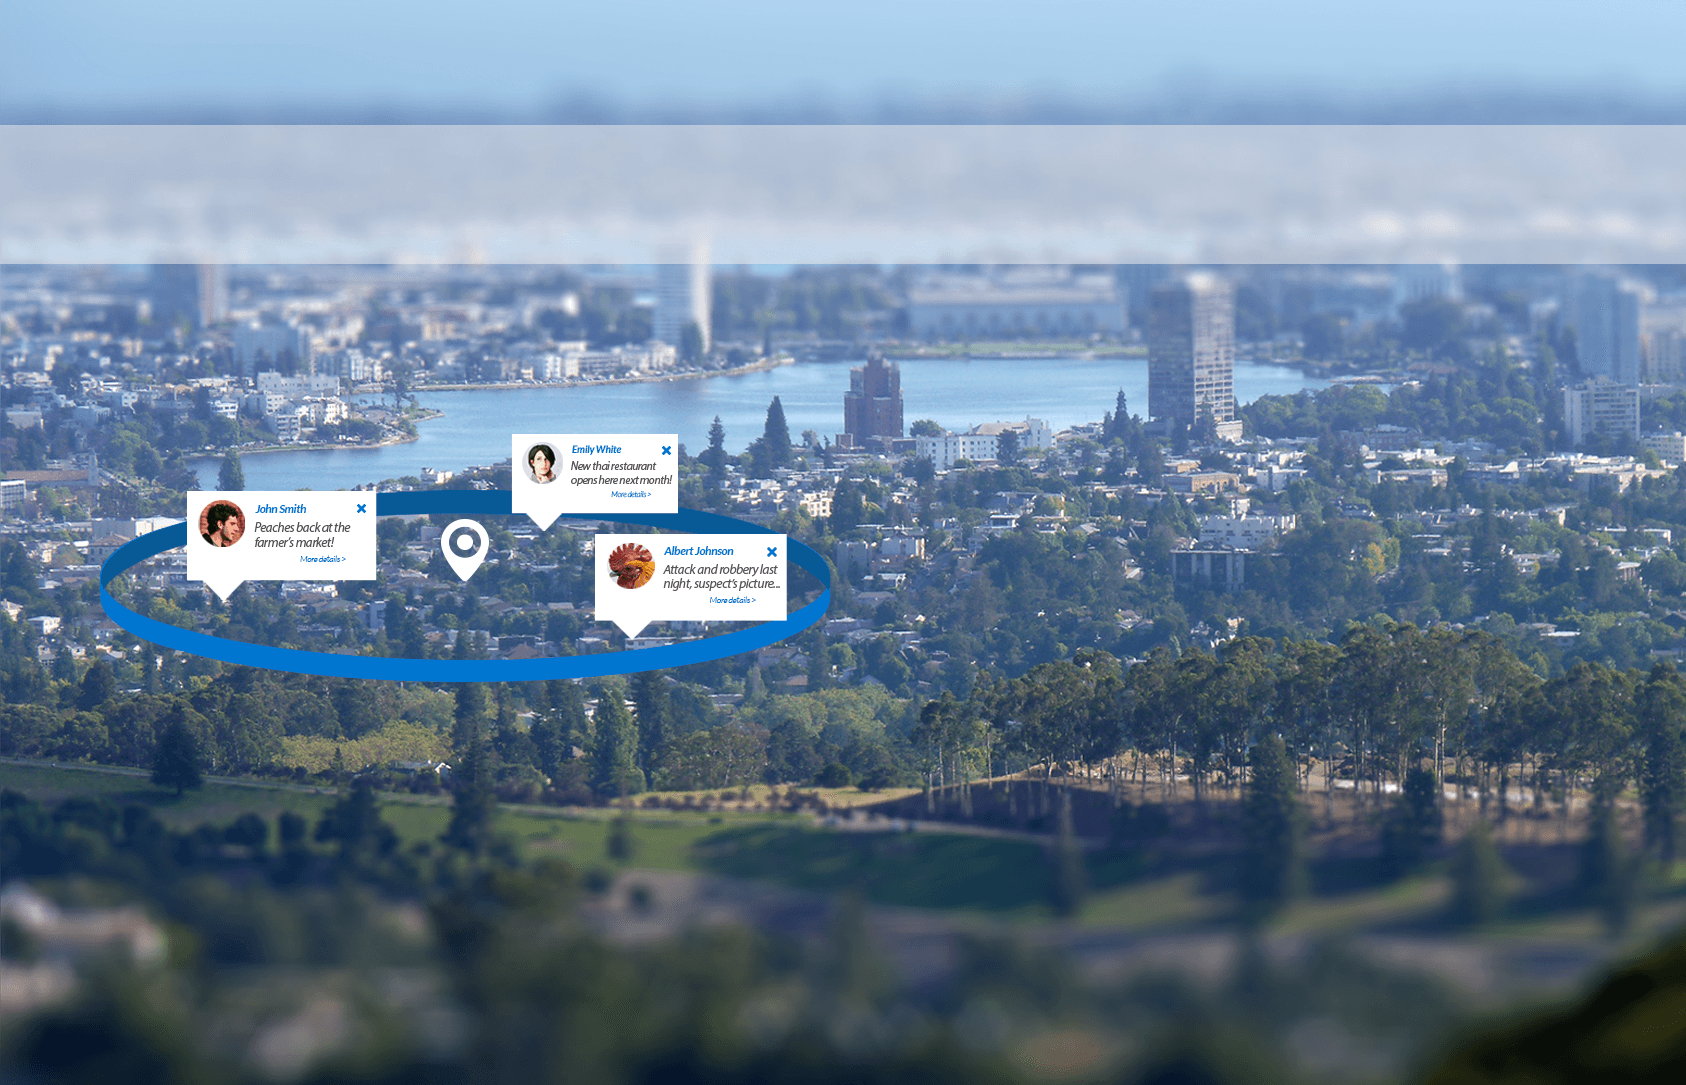 Emily White
New thai restaurant
opens here next month!
More details >
John Smith
Peaches back at the
farmer's market!
More details >
Albert Johnson
Attack and robbery last
night, suspect's picture...
More details >